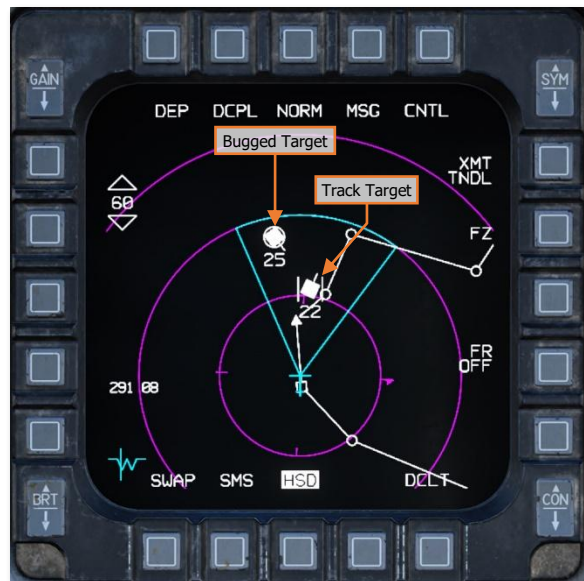 GAIN
SYM
DEP DCPL NORM MSG CNTL
Bugged Target
XMT
TNDL
Track Target
60
FZ
25
22
FR
OFF
291 08
SWAP SMS HSD DCLT
BRT
CON